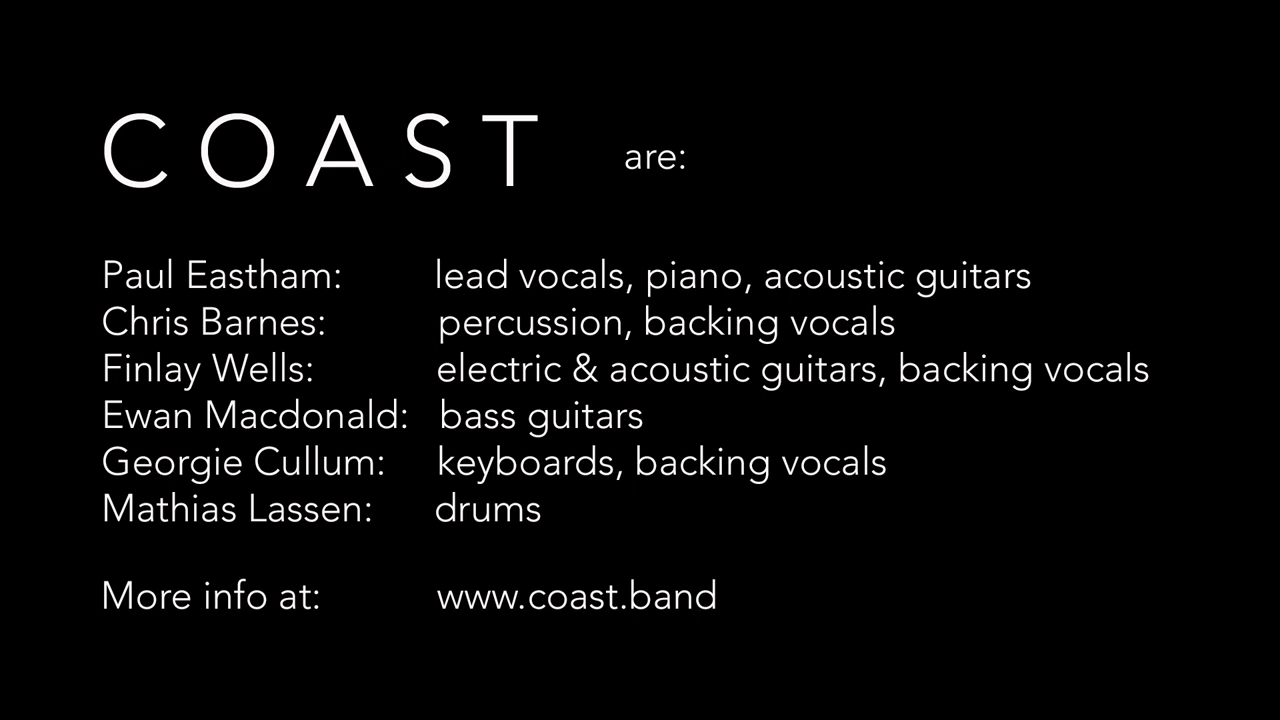 COAST are:
Paul Eastham: lead vocals, piano, acoustic guitars
Chris Barnes: percussion, backing vocals
Finlay Wells: electric & acoustic guitars, backing vocals
Ewan Macdonald: bass guitars
Georgie Cullum: keyboards, backing vocals
Mathias Lassen: drums
More info at: www.coast.band